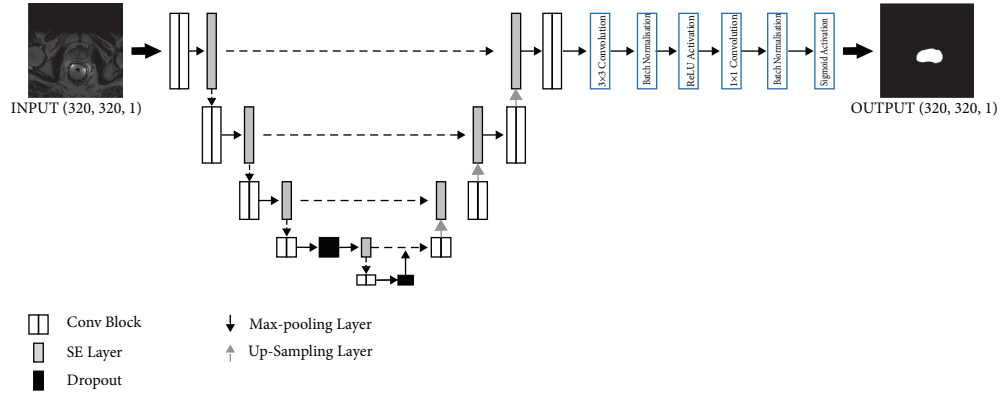 INPUT (320, 320, 1)
3×3 Convolution
Batch Normalisation
ReLU Activation
1×1 Convolution
Batch Normalisation
Sigmoid Activation
OUTPUT (320, 320, 1)
Conv Block
SE Layer
Dropout
Max-pooling Layer
Up-Sampling Layer